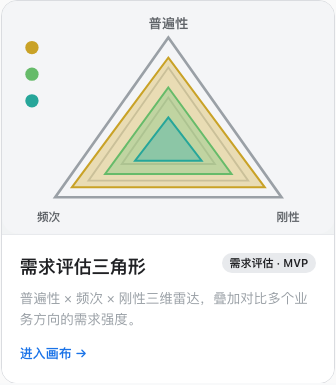 普遍性
频次
刚性
需求评估三角形
需求评估 · MVP
普遍性 × 频次 × 刚性三维雷达，叠加对比多个业
务方向的需求强度。
进入画布 →